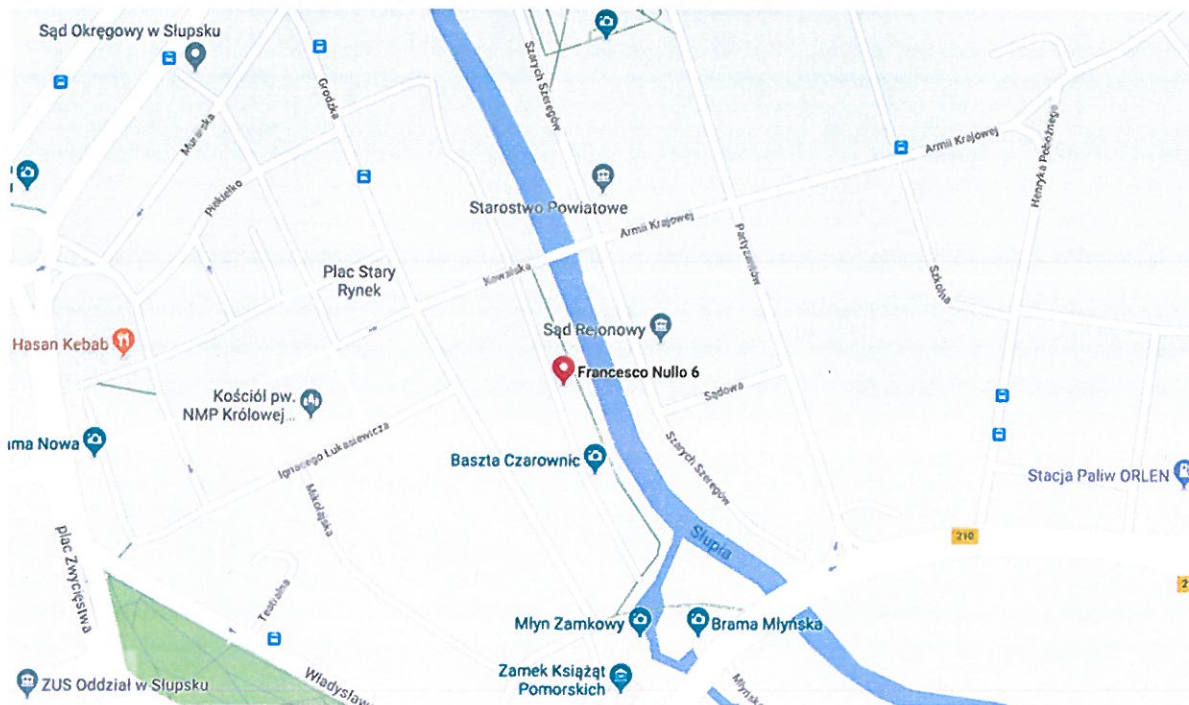 Sąd Okręgowy w Słupsku
Szarych Szeregów
Grodzka
Murarska
Armii Krajowej
Henryka Pobożnego
Piekiełko
Starostwo Powiatowe
Armii Krajowej
Partyzantów
Kowalska
Plac Stary
Rynek
Szkolna
Sąd Rejonowy
Hasan Kebab
Francesco Nullo 6
Sądowa
Kościół pw.
NMP Królowej...
ama Nowa
Ignacego Łukasiewicza
Baszta Czarownic
Szarych Szeregów
Stacja Paliw ORLEN
Mikołajska
plac Zwycięstwa
Słupia
210
2
Teatralna
Młyn Zamkowy
Brama Młyńska
Zamek Książąt
Pomorskich
ZUS Oddział w Słupsku
Władysław
Młyńska